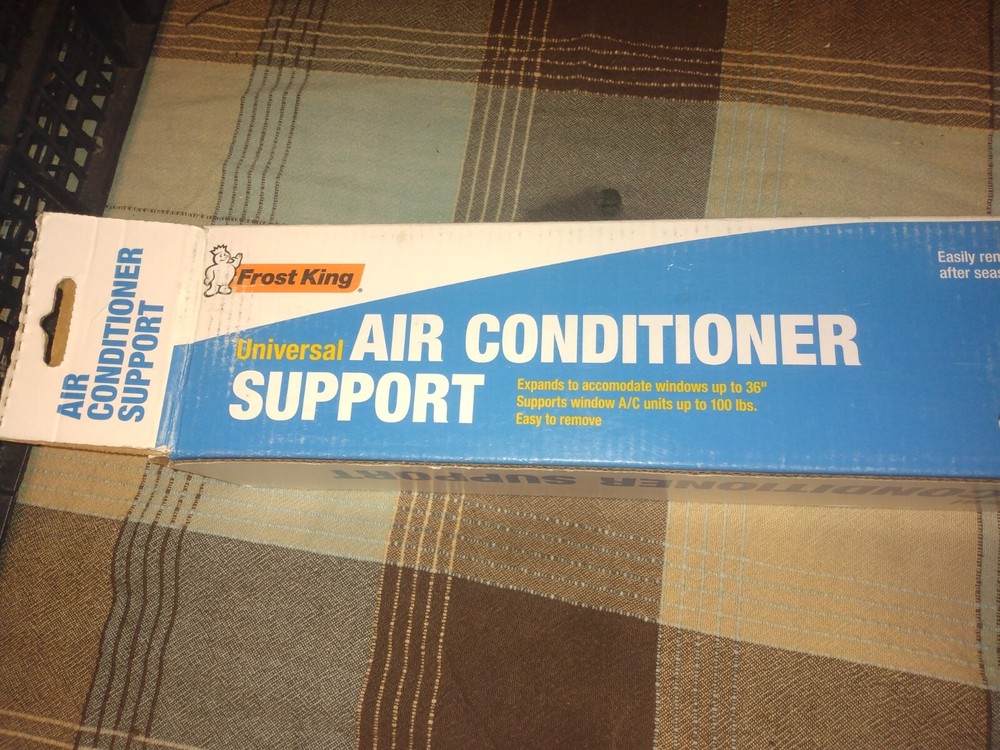 AIR
CONDITIONER
SUPPORT
Frost King
Universal AIR CONDITIONER
SUPPORT
Expands to accomodate windows up to 36"
Supports window A/C units up to 100 lbs.
Easy to remove
Easily
after
CONDITIONER SUPPORT